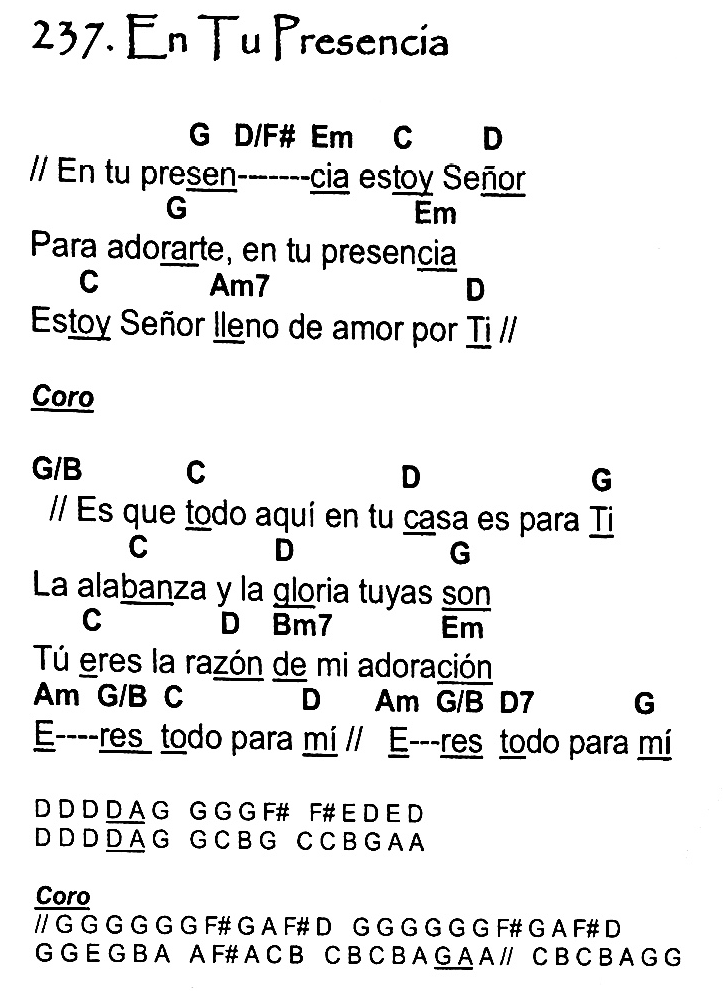 237. En Tu Presencia
G D/F# Em C D
// En tu presen-------cia estoy Señor
G Em
Para adorarte, en tu presencia
C Am7 D
Estoy Señor lleno de amor por Ti //
Coro
G/B C D G
// Es que todo aquí en tu casa es para Ti
C D G
La alabanza y la gloria tuyas son
C D Bm7 Em
Tú eres la razón de mi adoración
Am G/B C D Am G/B D7 G
E----res todo para mí // E---res todo para mí
D D D D A G G G G F# F# E D E D
D D D D A G G C B G C C B G A A
Coro
// G G G G G G F# G A F# D G G G G G G F# G A F# D
G G E G B A A F# A C B C B C B A G A A // C B C B A G G